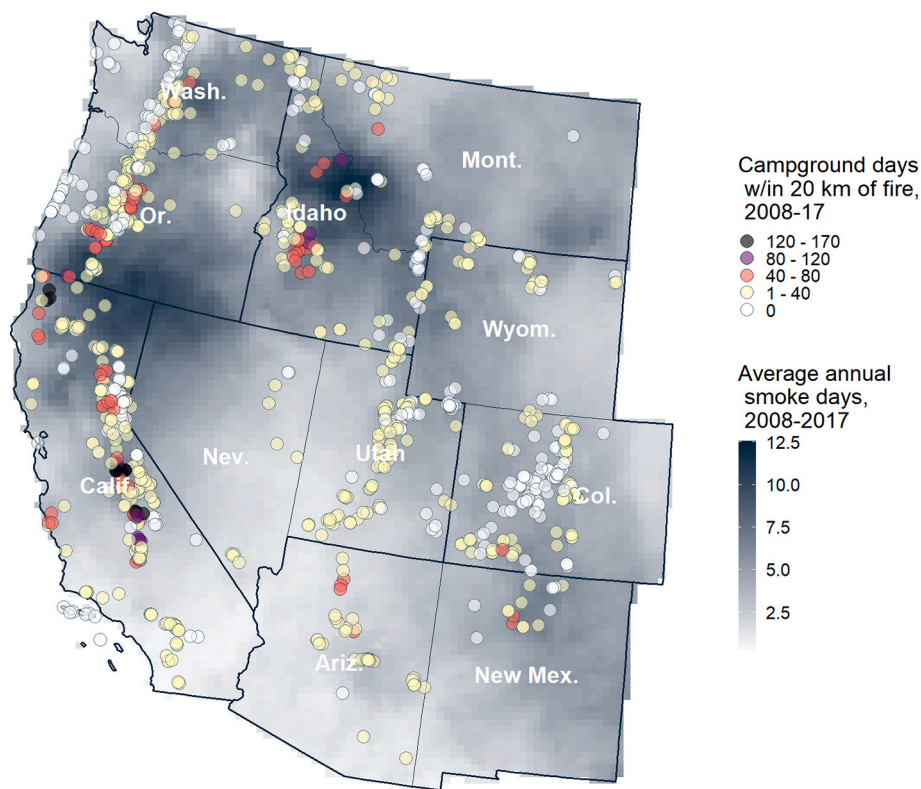 Wash.
Mont.
Or.
Idaho
Wyom.
Nev.
Utah
Calif.
Col.
Ariz.
New Mex.
Campground days
w/in 20 km of fire,
2008-17
120 - 170
80 - 120
40 - 80
1 - 40
0
Average annual
smoke days,
2008-2017
12.5
10.0
7.5
5.0
2.5